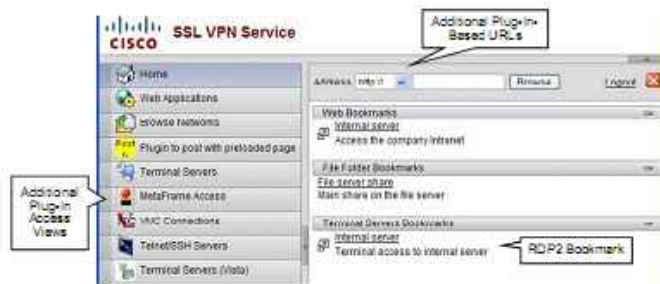 CISCO
SSL VPN Service
Additional Plug-In-
Based URLs
Home
Web Applications
Browse Networks
Plugin to post with preloaded page
Terminal Servers
MetaFrame Access
VNC Connections
Telnet/SSH Servers
Terminal Servers (Vista)
Additional
Plug-In
Access
Views
Address http://
Browse
Logout
Web Bookmarks
Internal server
Access the company Intranet
File Folder Bookmarks
File server share
Main share on the file server
Terminal Servers Bookmarks
Internal server
Terminal access to internal server
RDP2 Bookmark